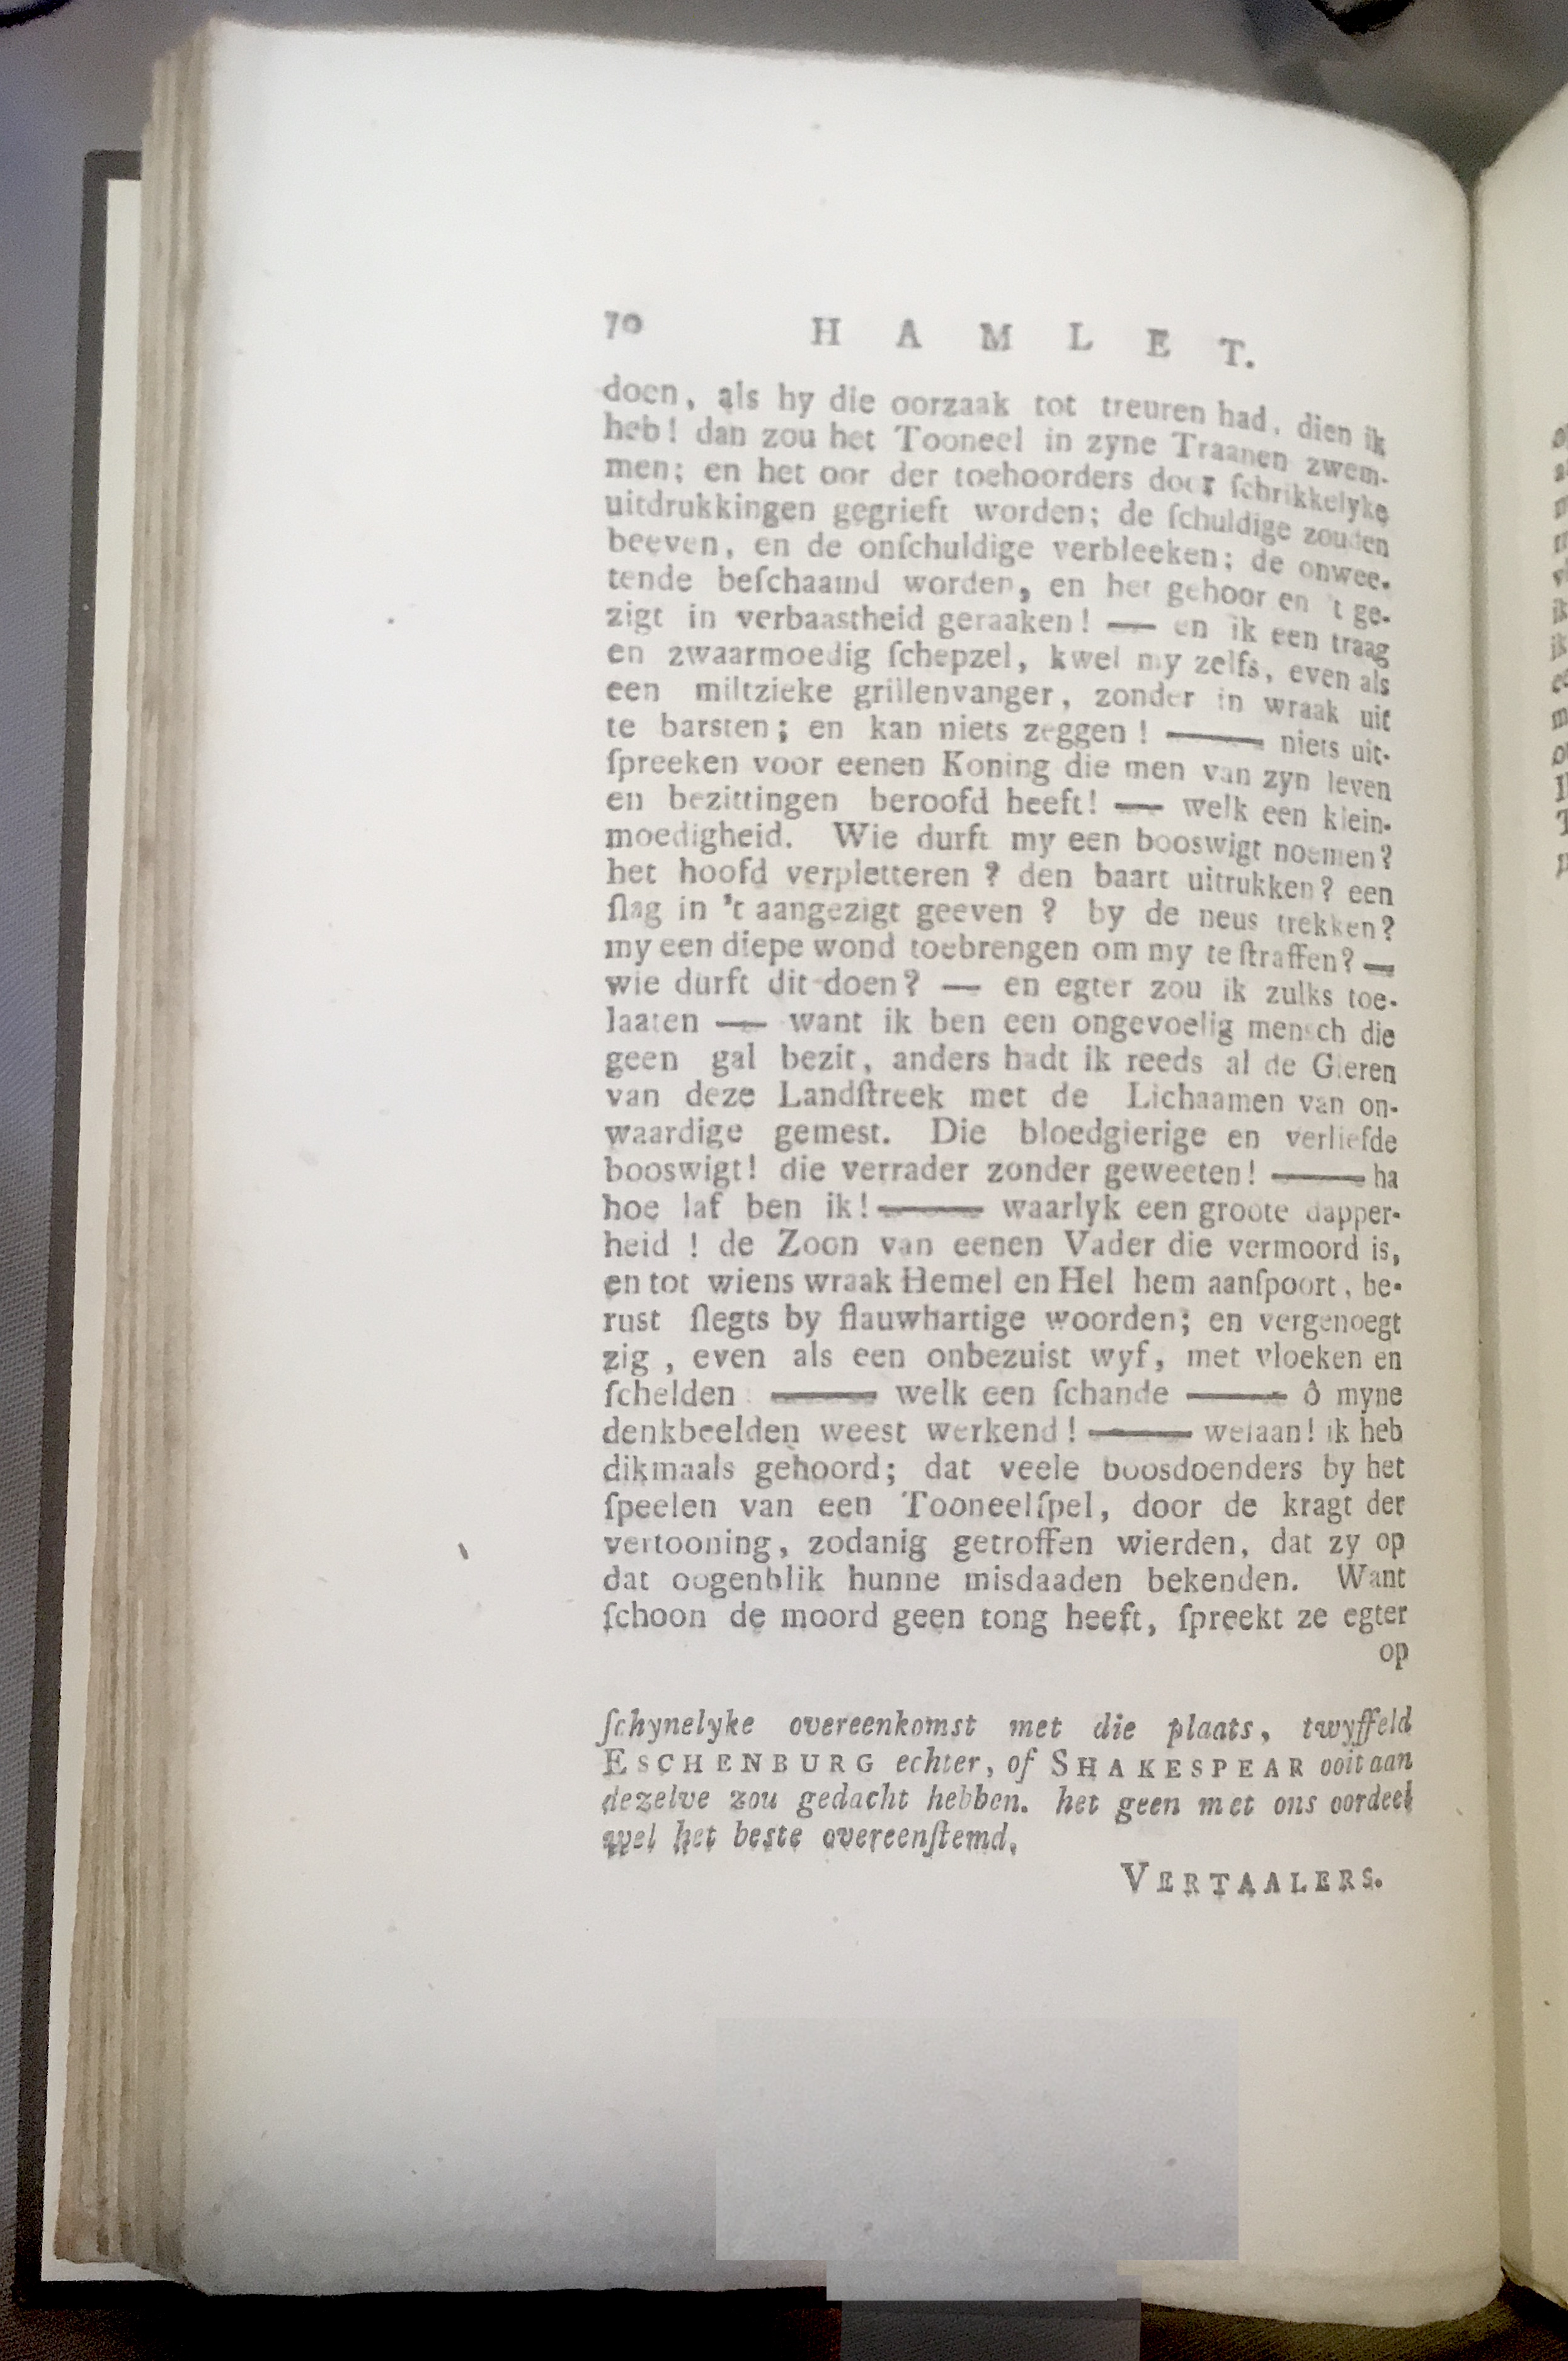 70 HAMLET.
doen, als hy die oorzaak tot treuren had, dien ik
heb! dan zou het Tooneel in zyne Traanen zwem-
men; en het oor der toehoorders door ſchrikkelyke
uitdrukkingen gegrieft worden; de ſchuldige zouden
beeven, en de onſchuldige verbleeken; de onwee-
tende beſchaamd worden, en het gehoor en 't ge-
zigt in verbaastheid geraaken! — en ik een traag
en zwaarmoedig ſchepzel, kwel my zelfs, even als
een miltzieke grillenvanger, zonder in wraak uit
te barsten; en kan niets zeggen! —— niets uit-
ſpreeken voor eenen Koning die men van zyn leven
en bezittingen beroofd heeft! — welk een klein-
moedigheid. Wie durft my een booswigt noemen?
het hoofd verpletteren? den baart uitrukken? een
ſlag in 't aangezigt geeven? by de neus trekken?
my een diepe wond toebrengen om my te ſtraffen? —
wie durft dit doen? — en egter zou ik zulks toe-
laaten — want ik ben een ongevoelig mensch die
geen gal bezit, anders hadt ik reeds al de Gieren
van deze Landſtreek met de Lichaamen van on-
waardige gemest. Die bloedgierige en verliefde
booswigt! die verrader zonder geweeten! —— ha
hoe laf ben ik! —— waarlyk een groote dapper-
heid! de Zoon van eenen Vader die vermoord is,
en tot wiens wraak Hemel en Hel hem aanſpoort, be-
rust ſlegts by flauwhartige woorden; en vergenoegt
zig, even als een onbezuist wyf, met vloeken en
ſchelden —— welk een ſchande —— ô myne
denkbeelden weest werkend! —— welaan! ik heb
dikmaals gehoord; dat veele boosdoenders by het
ſpeelen van een Tooneelſpel, door de kragt der
vertooning, zodanig getroffen wierden, dat zy op
dat oogenblik hunne misdaaden bekenden. Want
ſchoon de moord geen tong heeft, ſpreekt ze egter
op
ſchynelyke overeenkomst met die plaats, twyffeld
ESCHENBURG echter, of SHAKESPEAR ooit aan
dezelve zou gedacht hebben. het geen met ons oordeel
wel het beste overeenſtemd.
VERTAALERS.